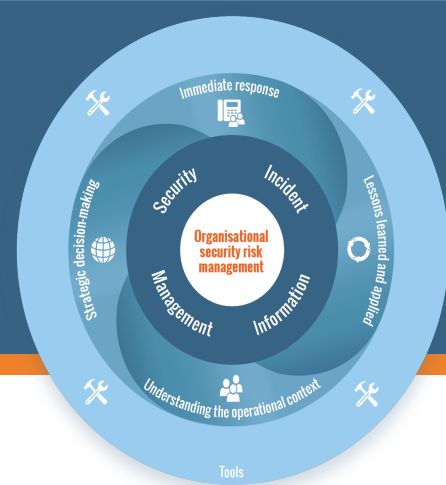 Immediate response
Security
Incident
Strategic decision-making
Organisational
security risk
management
Lessons learned and applied
Management
Information
Understanding the operational context
Tools